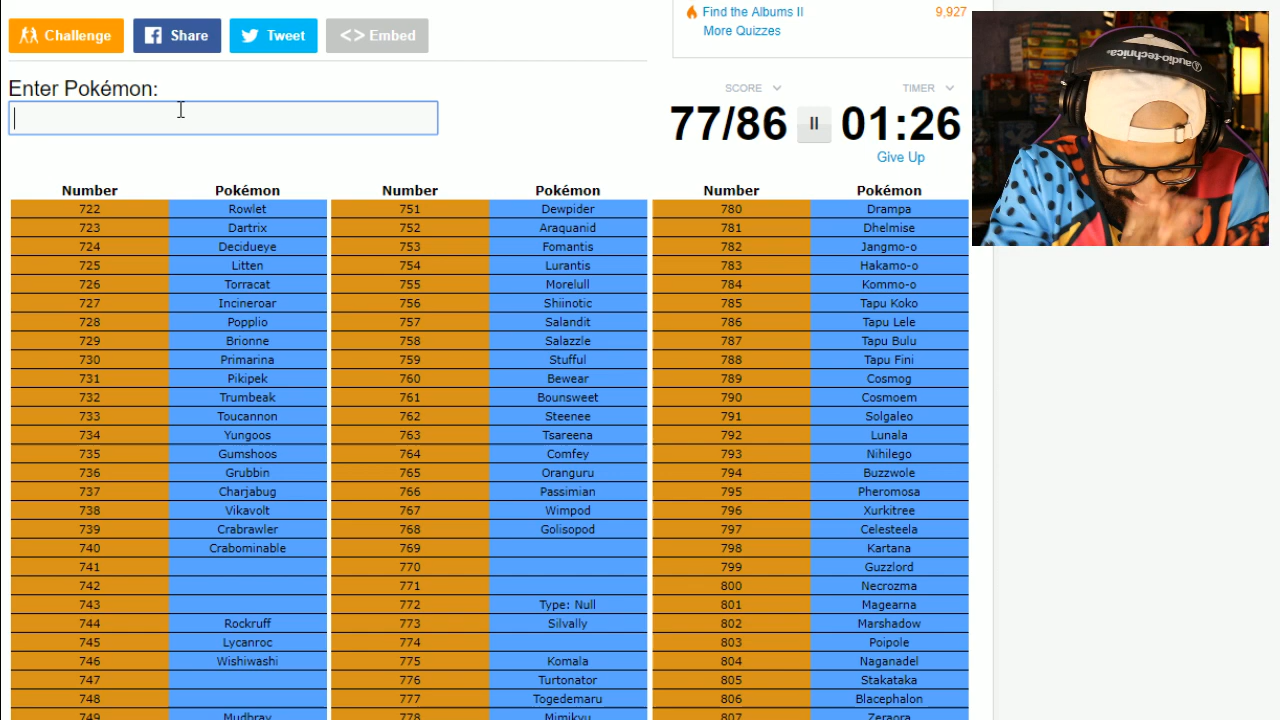 Challenge Share Tweet <> Embed
Find the Albums II 9,927
More Quizzes
Enter Pokémon:
SCORE TIMER
77/86 01:26
Give Up
audio-technica
Number Pokémon Number Pokémon Number Pokémon
722 Rowlet 751 Dewpider 780 Drampa
723 Dartrix 752 Araquanid 781 Dhelmise
724 Decidueye 753 Fomantis 782 Jangmo-o
725 Litten 754 Lurantis 783 Hakamo-o
726 Torracat 755 Morelull 784 Kommo-o
727 Incineroar 756 Shiinotic 785 Tapu Koko
728 Popplio 757 Salandit 786 Tapu Lele
729 Brionne 758 Salazzle 787 Tapu Bulu
730 Primarina 759 Stufful 788 Tapu Fini
731 Pikipek 760 Bewear 789 Cosmog
732 Trumbeak 761 Bounsweet 790 Cosmoem
733 Toucannon 762 Steenee 791 Solgaleo
734 Yungoos 763 Tsareena 792 Lunala
735 Gumshoos 764 Comfey 793 Nihilego
736 Grubbin 765 Oranguru 794 Buzzwole
737 Charjabug 766 Passimian 795 Pheromosa
738 Vikavolt 767 Wimpod 796 Xurkitree
739 Crabrawler 768 Golisopod 797 Celesteela
740 Crabominable 769 798 Kartana
741 770 799 Guzzlord
742 771 800 Necrozma
743 772 Type: Null 801 Magearna
744 Rockruff 773 Silvally 802 Marshadow
745 Lycanroc 774 803 Poipole
746 Wishiwashi 775 Komala 804 Naganadel
747 776 Turtonator 805 Stakataka
748 777 Togedemaru 806 Blacephalon
749 Mudbray 778 Mimikyu 807 Zeraora